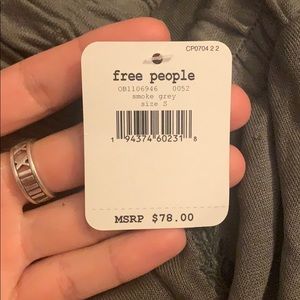 CP0704 2 2
free people
OB1106946 0052
smoke grey
size S
1 94374 60231 8
MSRP $78.00